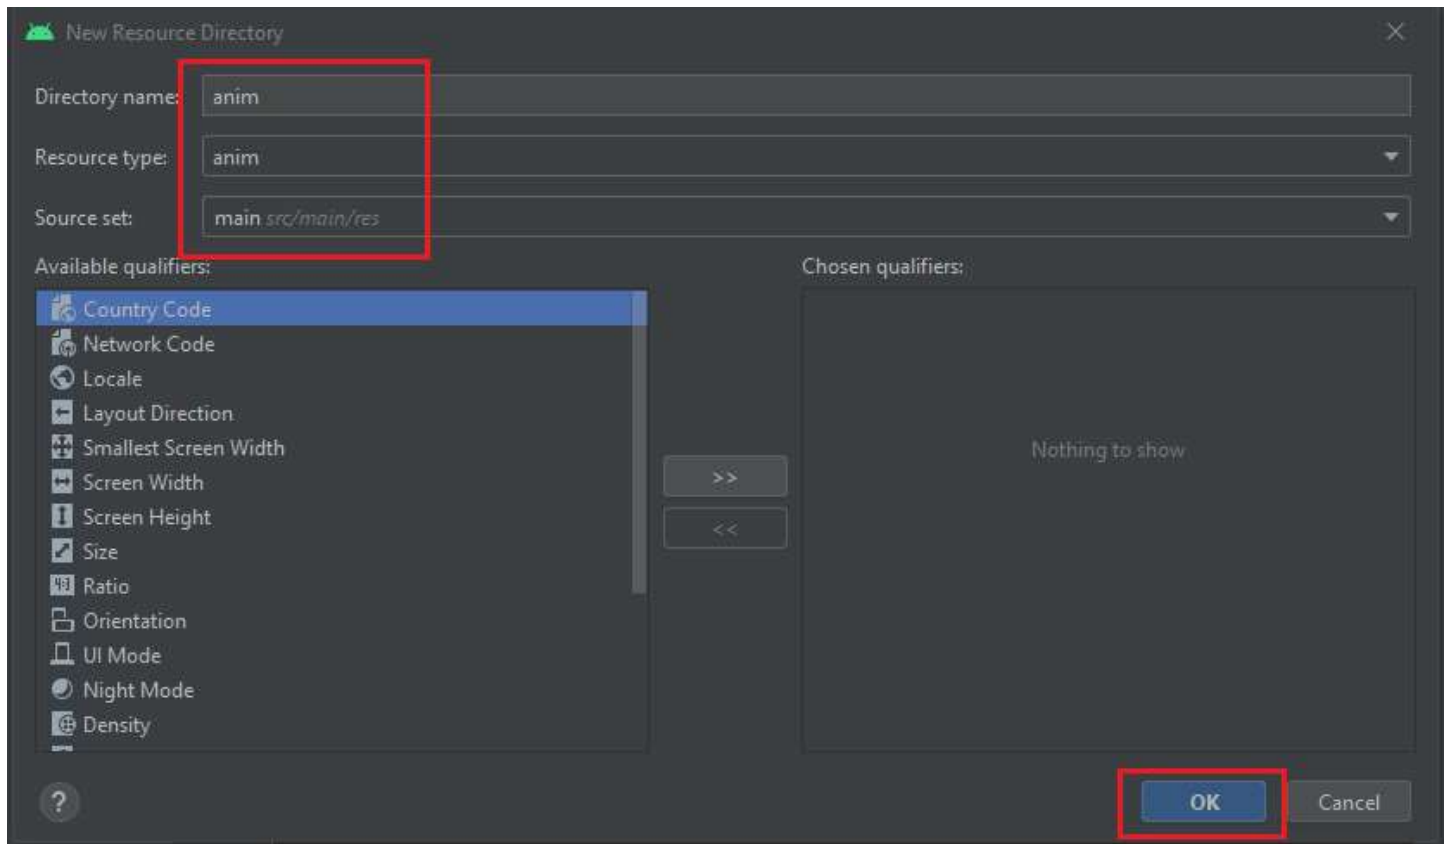 New Resource Directory
Directory name: anim
Resource type: anim
Source set: main src/main/res
Available qualifiers:
Country Code
Network Code
Locale
Layout Direction
Smallest Screen Width
Screen Width
Screen Height
Size
Ratio
Orientation
UI Mode
Night Mode
Density
>>
<<
Chosen qualifiers:
Nothing to show
?
OK
Cancel